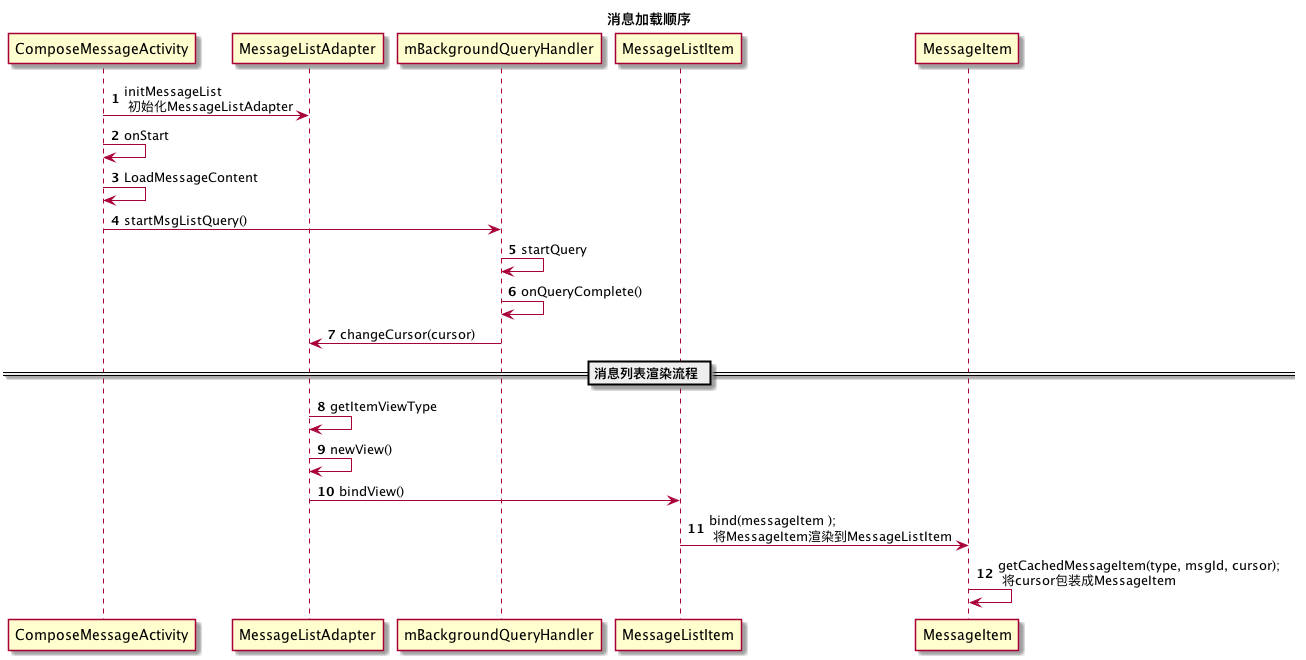 消息加载顺序
ComposeMessageActivity MessageListAdapter mBackgroundQueryHandler MessageListItem MessageItem
1 initMessageList
初始化MessageListAdapter
2 onStart
3 LoadMessageContent
4 startMsgListQuery()
5 startQuery
6 onQueryComplete()
7 changeCursor(cursor)
消息列表渲染流程
8 getItemViewType
9 newView()
10 bindView()
11 bind(messageItem );
将MessageItem渲染到MessageListItem
12 getCachedMessageItem(type, msgId, cursor);
将cursor包装成MessageItem
ComposeMessageActivity MessageListAdapter mBackgroundQueryHandler MessageListItem MessageItem